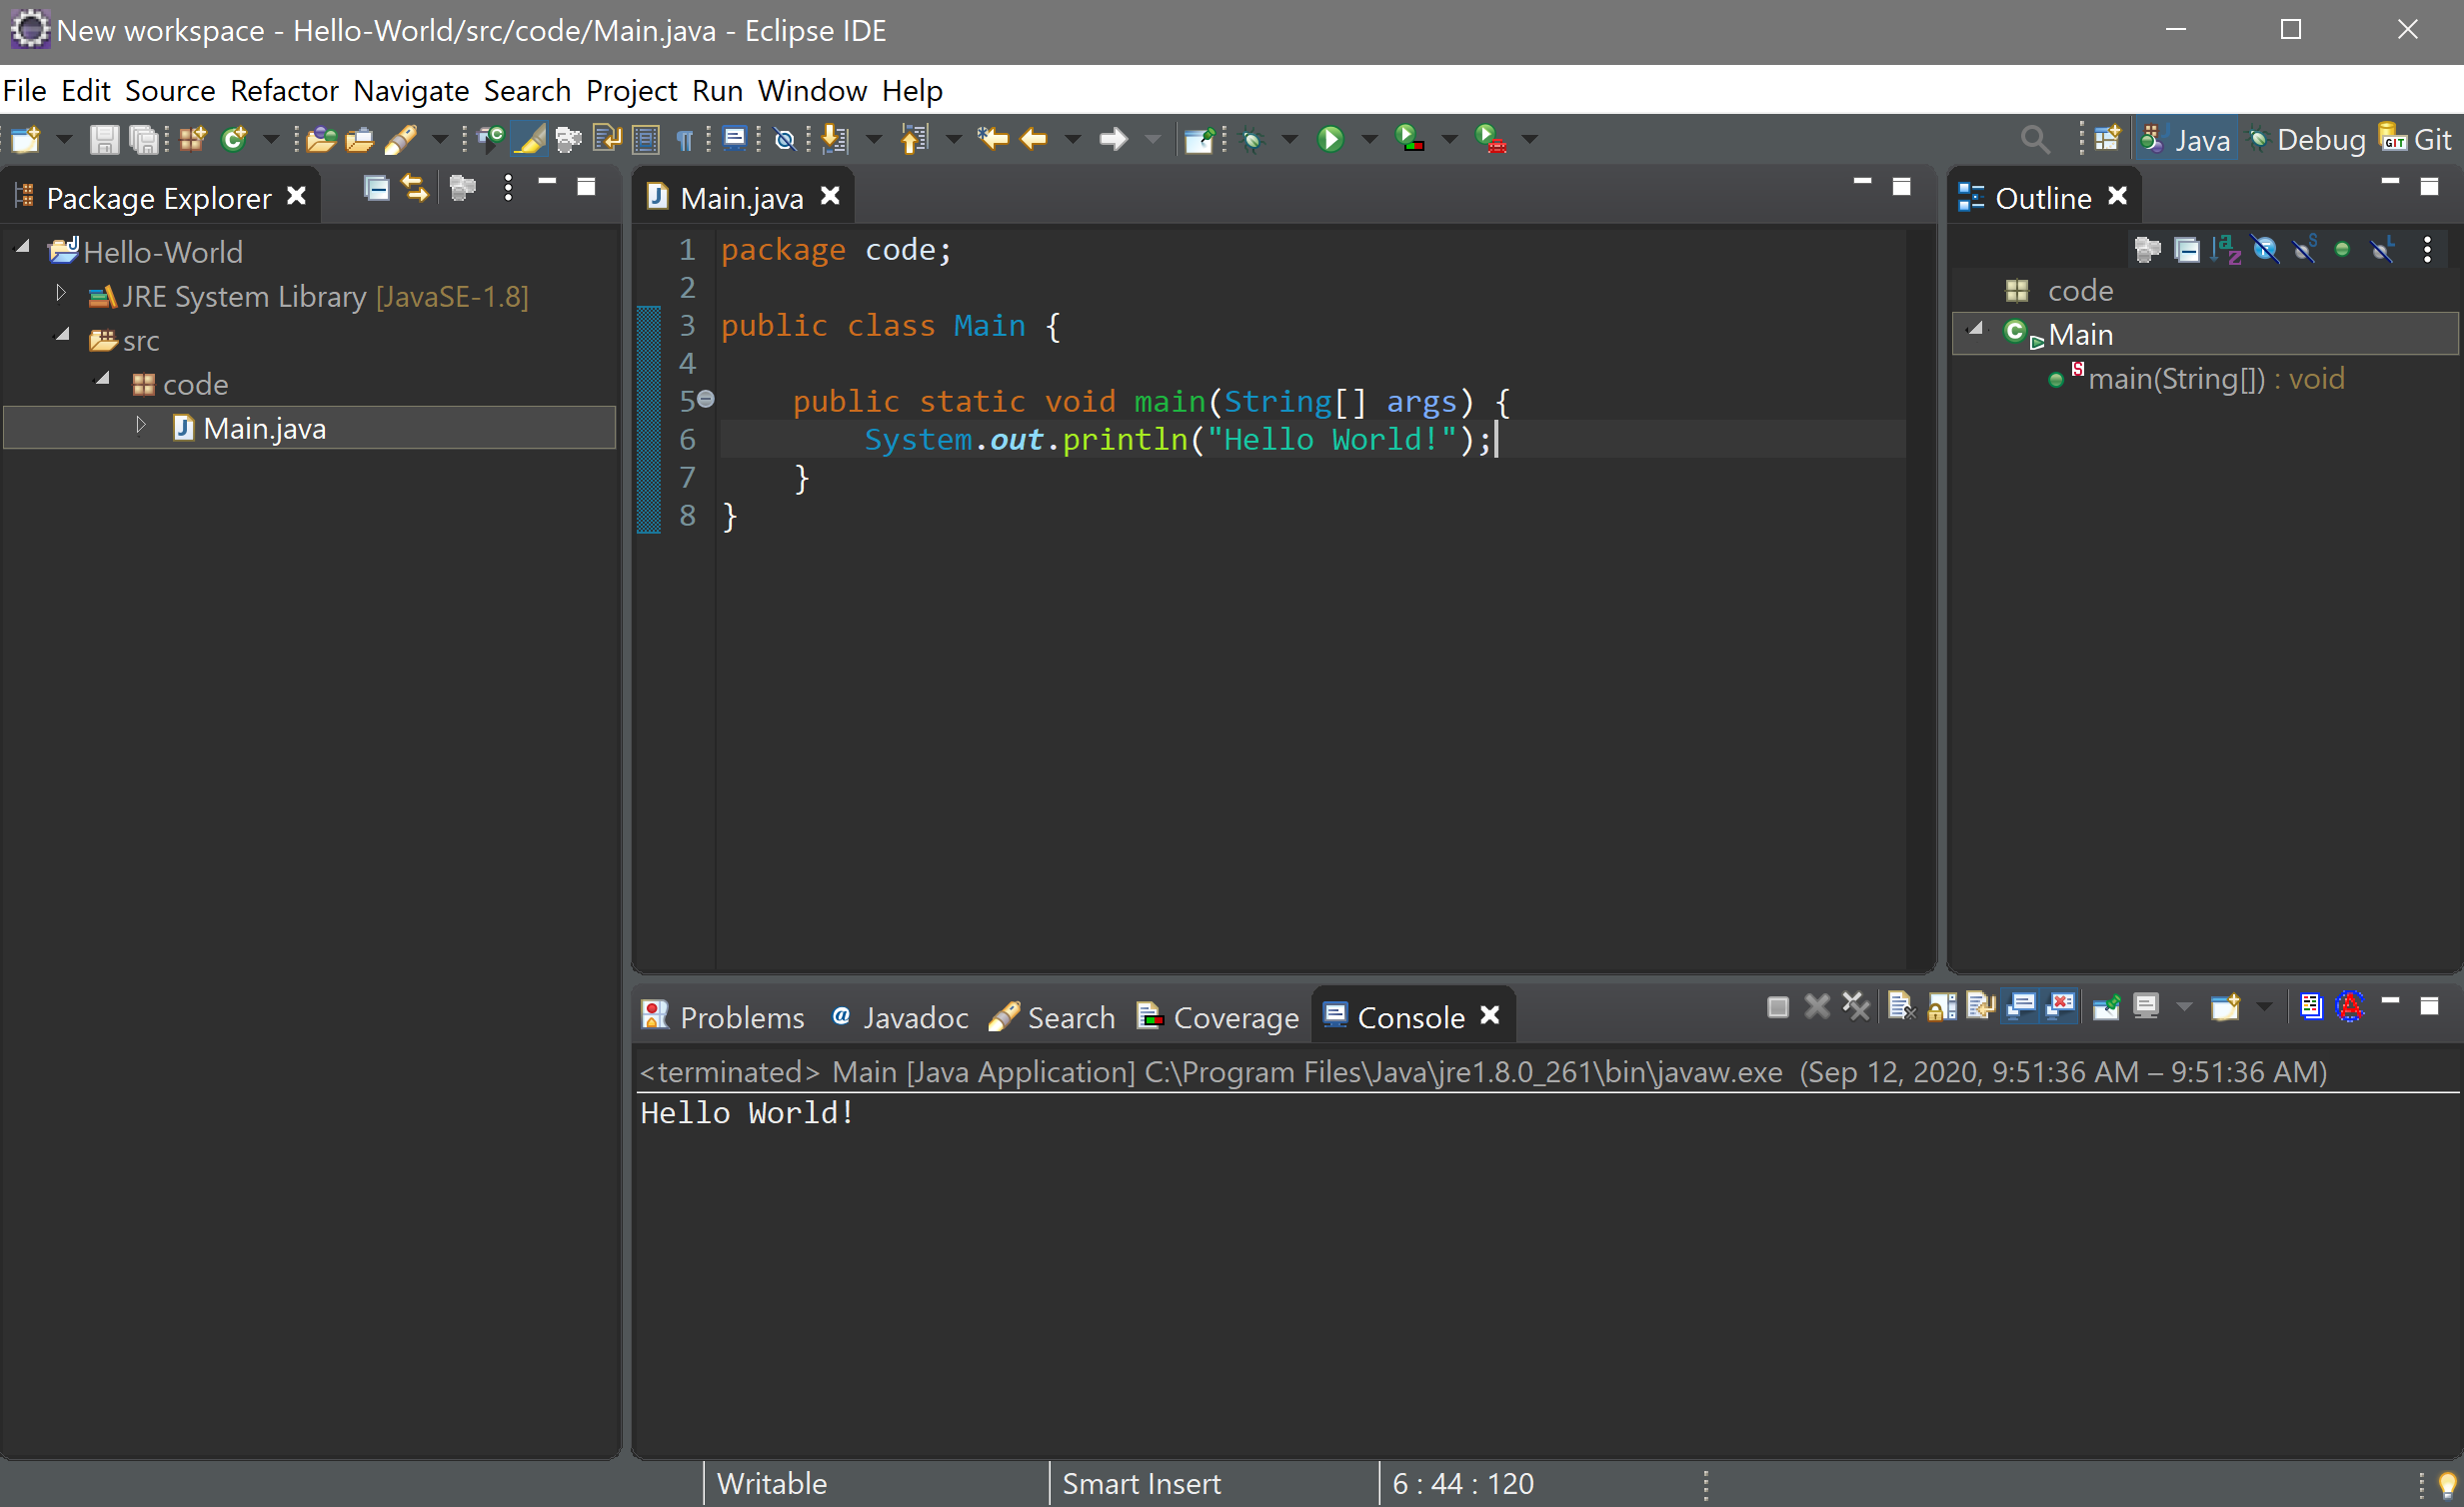 New workspace - Hello-World/src/code/Main.java - Eclipse IDE
File Edit Source Refactor Navigate Search Project Run Window Help
Java Debug Git
Package Explorer
Hello-World
JRE System Library [JavaSE-1.8]
src
code
Main.java
Main.java
1 package code;
2
3 public class Main {
4
5 public static void main(String[] args) {
6 System.out.println("Hello World!");
7 }
8 }
Outline
code
Main
main(String[]) : void
Problems Javadoc Search Coverage Console
<terminated> Main [Java Application] C:\Program Files\Java\jre1.8.0_261\bin\javaw.exe (Sep 12, 2020, 9:51:36 AM – 9:51:36 AM)
Hello World!
Writable Smart Insert 6 : 44 : 120